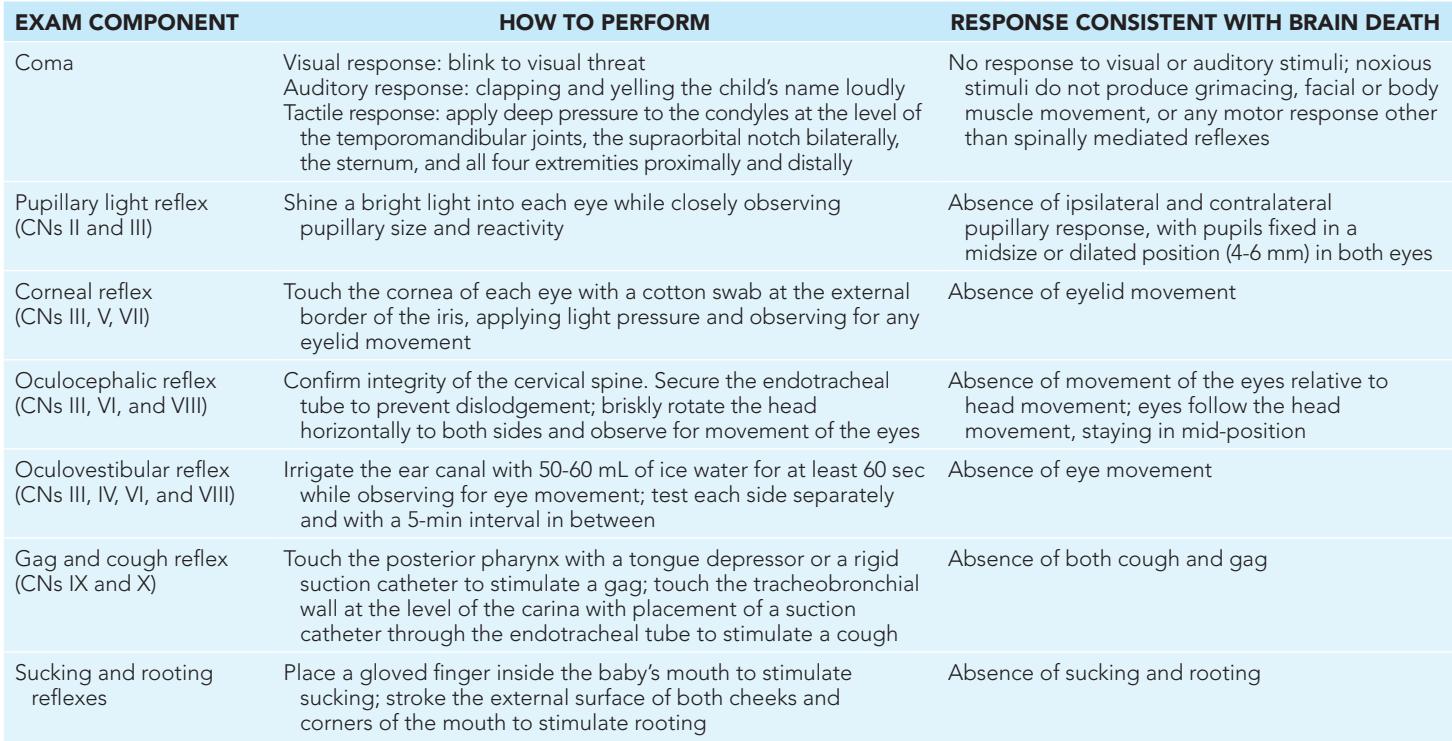 EXAM COMPONENT HOW TO PERFORM RESPONSE CONSISTENT WITH BRAIN DEATH
Coma
Visual response: blink to visual threat
Auditory response: clapping and yelling the child's name loudly
Tactile response: apply deep pressure to the condyles at the level of
the temporomandibular joints, the supraorbital notch bilaterally,
the sternum, and all four extremities proximally and distally
No response to visual or auditory stimuli; noxious
stimuli do not produce grimacing, facial or body
muscle movement, or any motor response other
than spinally mediated reflexes
Pupillary light reflex
(CNs II and III)
Shine a bright light into each eye while closely observing
pupillary size and reactivity
Absence of ipsilateral and contralateral
pupillary response, with pupils fixed in a
midsize or dilated position (4-6 mm) in both eyes
Corneal reflex
(CNs III, V, VII)
Touch the cornea of each eye with a cotton swab at the external
border of the iris, applying light pressure and observing for any
eyelid movement
Absence of eyelid movement
Oculocephalic reflex
(CNs III, VI, and VIII)
Confirm integrity of the cervical spine. Secure the endotracheal
tube to prevent dislodgement; briskly rotate the head
horizontally to both sides and observe for movement of the eyes
Absence of movement of the eyes relative to
head movement; eyes follow the head
movement, staying in mid-position
Oculovestibular reflex
(CNs III, IV, VI, and VIII)
Irrigate the ear canal with 50-60 mL of ice water for at least 60 sec
while observing for eye movement; test each side separately
and with a 5-min interval in between
Absence of eye movement
Gag and cough reflex
(CNs IX and X)
Touch the posterior pharynx with a tongue depressor or a rigid
suction catheter to stimulate a gag; touch the tracheobronchial
wall at the level of the carina with placement of a suction
catheter through the endotracheal tube to stimulate a cough
Absence of both cough and gag
Sucking and rooting
reflexes
Place a gloved finger inside the baby's mouth to stimulate
sucking; stroke the external surface of both cheeks and
corners of the mouth to stimulate rooting
Absence of sucking and rooting